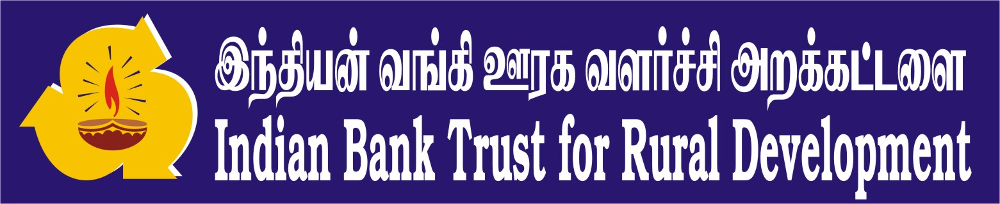 இந்தியன் வங்கி ஊரக வளர்ச்சி அறக்கட்டளை
Indian Bank Trust for Rural Development